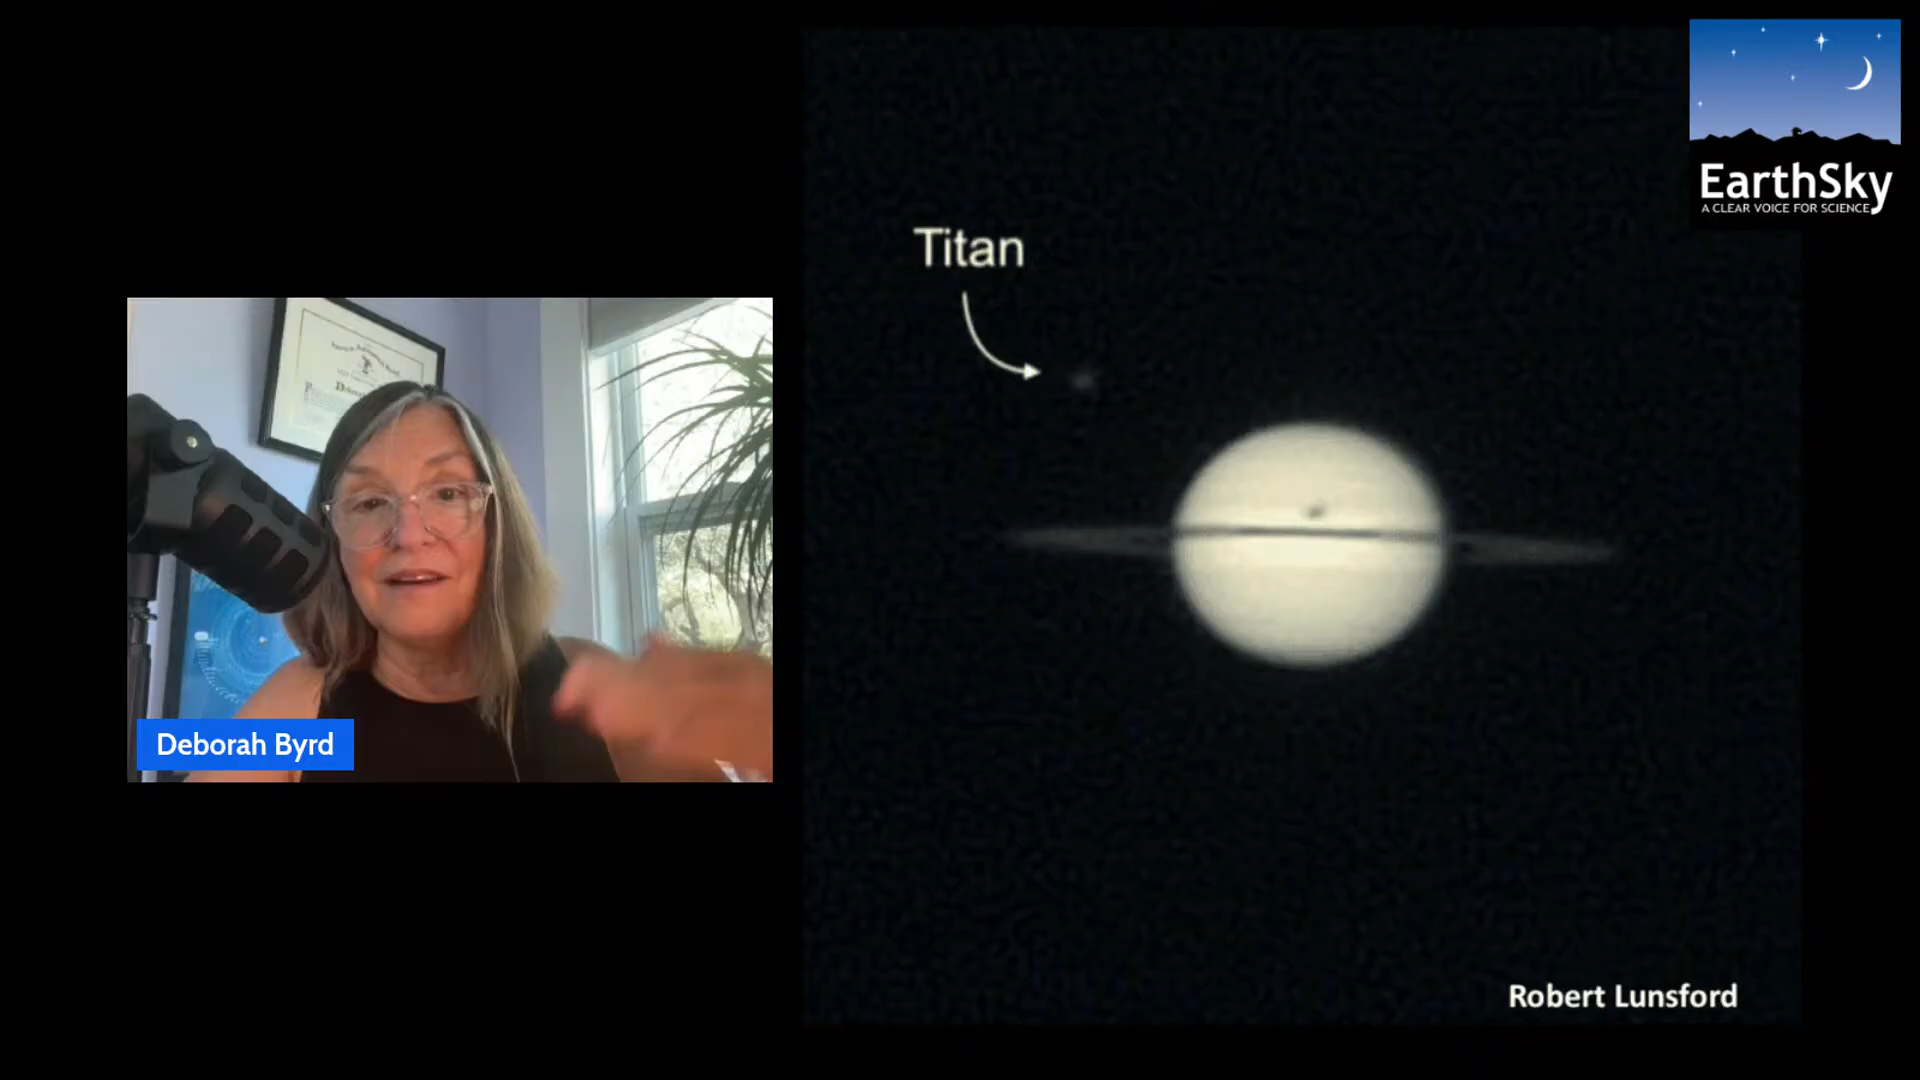 EarthSky
A CLEAR VOICE FOR SCIENCE
Titan
Deborah Byrd
Robert Lunsford